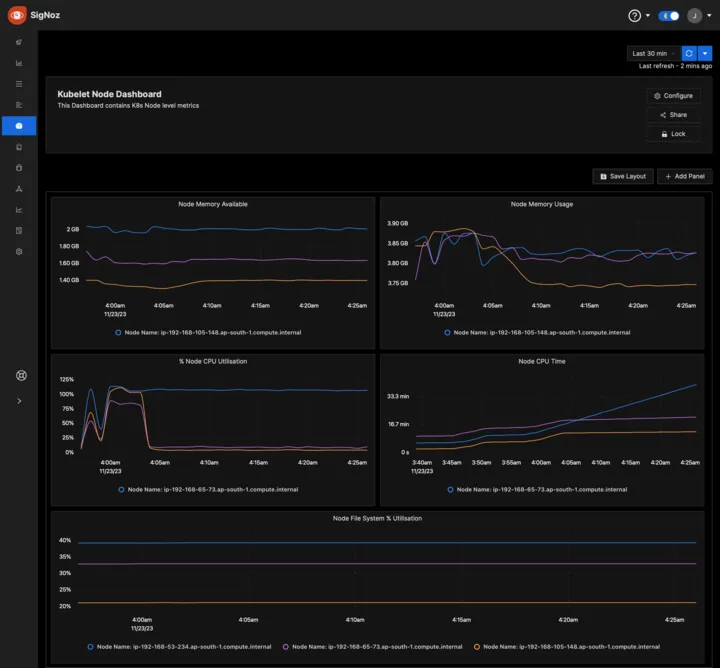 SigNoz
J
Last 30 min
Last refresh - 2 mins ago
Kubelet Node Dashboard
This Dashboard contains K8s Node level metrics
Configure
Share
Lock
Save Layout
Add Panel
Node Memory Available
2 GB
1.80 GB
1.60 GB
1.40 GB
4:00am 4:05am 4:10am 4:15am 4:20am 4:25am
11/23/23
Node Name: ip-192-168-105-148.ap-south-1.compute.internal
Node Memory Usage
3.90 GB
3.85 GB
3.80 GB
3.75 GB
4:00am 4:05am 4:10am 4:15am 4:20am 4:25am
11/23/23
Node Name: ip-192-168-105-148.ap-south-1.compute.internal
% Node CPU Utilisation
125%
100%
75%
50%
25%
0%
4:00am 4:05am 4:10am 4:15am 4:20am 4:25am
11/23/23
Node Name: ip-192-168-65-73.ap-south-1.compute.internal
Node CPU Time
33.3 min
16.7 min
0 s
3:40am 3:45am 3:50am 3:55am 4:00am 4:05am 4:10am 4:15am 4:20am 4:25am
11/23/23
Node Name: ip-192-168-65-73.ap-south-1.compute.internal
Node File System % Utilisation
40%
35%
30%
25%
20%
4:00am 4:05am 4:10am 4:15am 4:20am 4:25am
11/23/23
Node Name: ip-192-168-53-234.ap-south-1.compute.internal Node Name: ip-192-168-65-73.ap-south-1.compute.internal Node Name: ip-192-168-105-148.ap-south-1.compute.internal